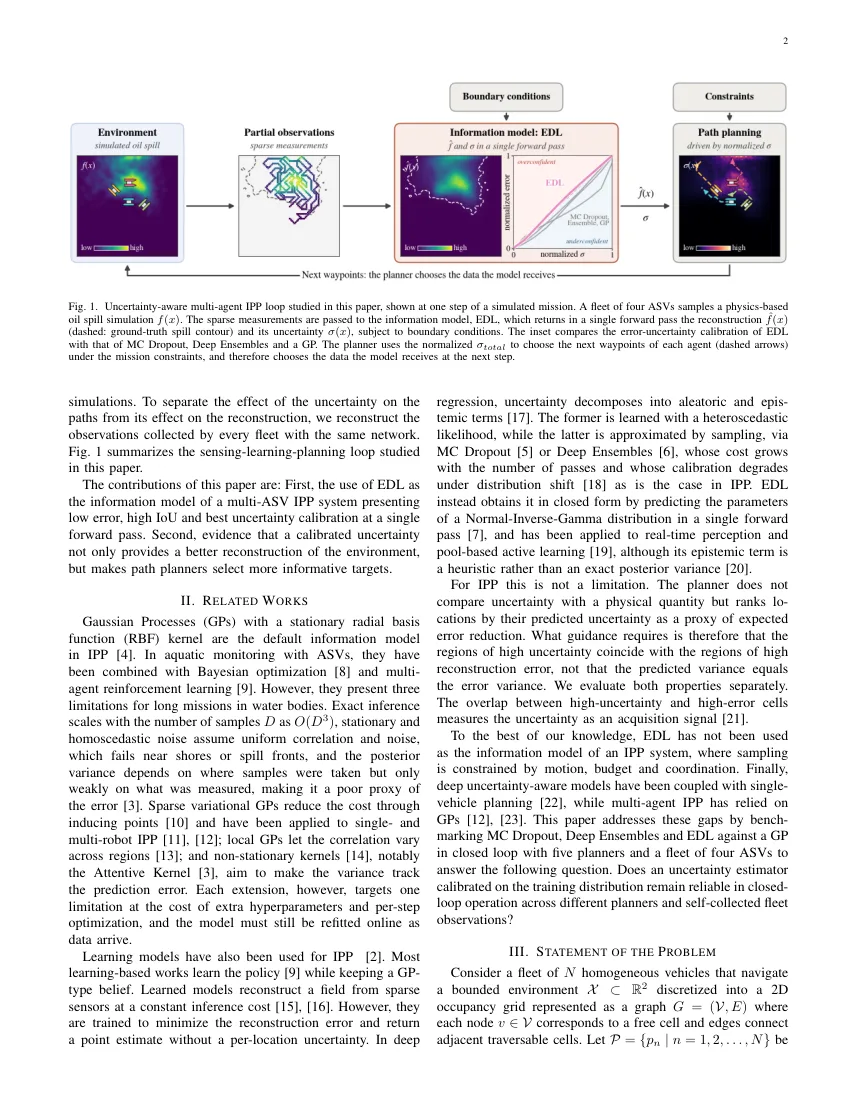 2
Boundary conditions
Constraints
Environment
simulated oil spill
f(x)
low high
Partial observations
sparse measurements
Information model: EDL
f̂ and σ in a single forward pass
low high
1
overconfident
EDL
MC Dropout,
Ensemble, GP
underconfident
normalized error
0
0 normalized σ 1
f̂(x)
σ
Path planning
driven by normalized σ
σ(x)
low high
Next waypoints: the planner chooses the data the model receives
Fig. 1. Uncertainty-aware multi-agent IPP loop studied in this paper, shown at one step of a simulated mission. A fleet of four ASVs samples a physics-based
oil spill simulation f(x). The sparse measurements are passed to the information model, EDL, which returns in a single forward pass the reconstruction f̂(x)
(dashed: ground-truth spill contour) and its uncertainty σ(x), subject to boundary conditions. The inset compares the error-uncertainty calibration of EDL
with that of MC Dropout, Deep Ensembles and a GP. The planner uses the normalized σtotal to choose the next waypoints of each agent (dashed arrows)
under the mission constraints, and therefore chooses the data the model receives at the next step.
simulations. To separate the effect of the uncertainty on the
paths from its effect on the reconstruction, we reconstruct the
observations collected by every fleet with the same network.
Fig. 1 summarizes the sensing-learning-planning loop studied
in this paper.
The contributions of this paper are: First, the use of EDL as
the information model of a multi-ASV IPP system presenting
low error, high IoU and best uncertainty calibration at a single
forward pass. Second, evidence that a calibrated uncertainty
not only provides a better reconstruction of the environment,
but makes path planners select more informative targets.
II. RELATED WORKS
Gaussian Processes (GPs) with a stationary radial basis
function (RBF) kernel are the default information model
in IPP [4]. In aquatic monitoring with ASVs, they have
been combined with Bayesian optimization [8] and multi-
agent reinforcement learning [9]. However, they present three
limitations for long missions in water bodies. Exact inference
scales with the number of samples D as O(D³), stationary and
homoscedastic noise assume uniform correlation and noise,
which fails near shores or spill fronts, and the posterior
variance depends on where samples were taken but only
weakly on what was measured, making it a poor proxy of
the error [3]. Sparse variational GPs reduce the cost through
inducing points [10] and have been applied to single- and
multi-robot IPP [11], [12]; local GPs let the correlation vary
across regions [13]; and non-stationary kernels [14], notably
the Attentive Kernel [3], aim to make the variance track
the prediction error. Each extension, however, targets one
limitation at the cost of extra hyperparameters and per-step
optimization, and the model must still be refitted online as
data arrive.
Learning models have also been used for IPP [2]. Most
learning-based works learn the policy [9] while keeping a GP-
type belief. Learned models reconstruct a field from sparse
sensors at a constant inference cost [15], [16]. However, they
are trained to minimize the reconstruction error and return
a point estimate without a per-location uncertainty. In deep
regression, uncertainty decomposes into aleatoric and epis-
temic terms [17]. The former is learned with a heteroscedastic
likelihood, while the latter is approximated by sampling, via
MC Dropout [5] or Deep Ensembles [6], whose cost grows
with the number of passes and whose calibration degrades
under distribution shift [18] as is the case in IPP. EDL
instead obtains it in closed form by predicting the parameters
of a Normal-Inverse-Gamma distribution in a single forward
pass [7], and has been applied to real-time perception and
pool-based active learning [19], although its epistemic term is
a heuristic rather than an exact posterior variance [20].
For IPP this is not a limitation. The planner does not
compare uncertainty with a physical quantity but ranks lo-
cations by their predicted uncertainty as a proxy of expected
error reduction. What guidance requires is therefore that the
regions of high uncertainty coincide with the regions of high
reconstruction error, not that the predicted variance equals
the error variance. We evaluate both properties separately.
The overlap between high-uncertainty and high-error cells
measures the uncertainty as an acquisition signal [21].
To the best of our knowledge, EDL has not been used
as the information model of an IPP system, where sampling
is constrained by motion, budget and coordination. Finally,
deep uncertainty-aware models have been coupled with single-
vehicle planning [22], while multi-agent IPP has relied on
GPs [12], [23]. This paper addresses these gaps by bench-
marking MC Dropout, Deep Ensembles and EDL against a GP
in closed loop with five planners and a fleet of four ASVs to
answer the following question. Does an uncertainty estimator
calibrated on the training distribution remain reliable in closed-
loop operation across different planners and self-collected fleet
observations?
III. STATEMENT OF THE PROBLEM
Consider a fleet of N homogeneous vehicles that navigate
a bounded environment 𝒳 ⊂ ℝ² discretized into a 2D
occupancy grid represented as a graph G = (𝒱, E) where
each node v ∈ 𝒱 corresponds to a free cell and edges connect
adjacent traversable cells. Let 𝒫 = {pₙ | n = 1, 2, . . . , N} be